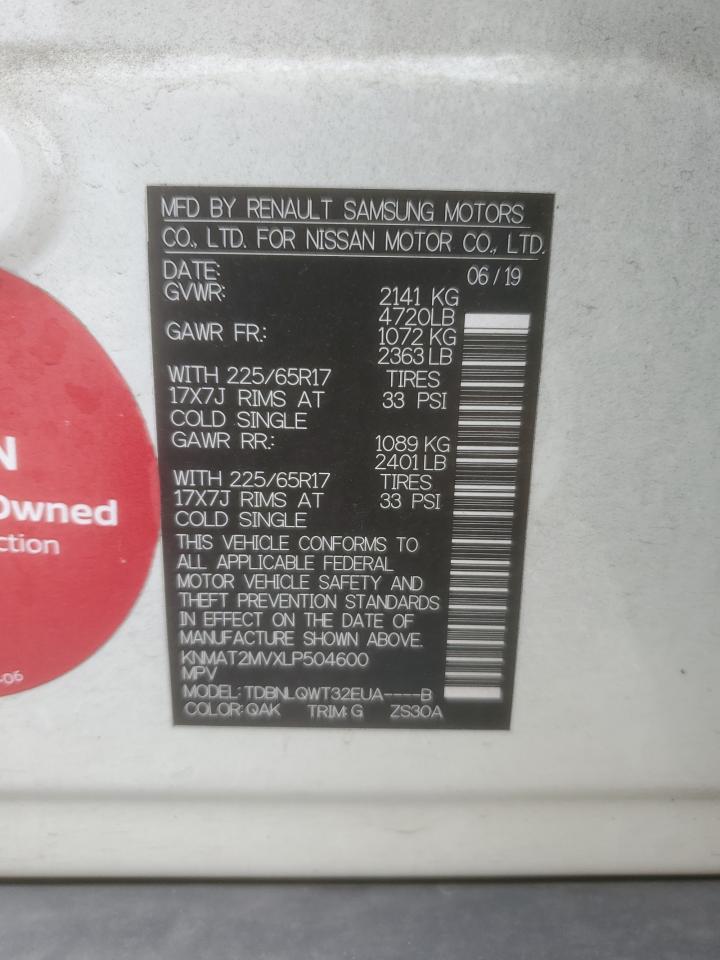 MFD BY RENAULT SAMSUNG MOTORS
CO., LTD. FOR NISSAN MOTOR CO., LTD.
DATE: 06/19
GVWR: 2141 KG
4720LB
GAWR FR.: 1072 KG
2363 LB
WITH 225/65R17 TIRES
17X7J RIMS AT 33 PSI
COLD SINGLE
GAWR RR.: 1089 KG
2401 LB
WITH 225/65R17 TIRES
17X7J RIMS AT 33 PSI
COLD SINGLE
THIS VEHICLE CONFORMS TO
ALL APPLICABLE FEDERAL
MOTOR VEHICLE SAFETY AND
THEFT PREVENTION STANDARDS
IN EFFECT ON THE DATE OF
MANUFACTURE SHOWN ABOVE.
KNMAT2MVXLP504600
MPV
MODEL: TDBNLQWT32EUA----B
COLOR: QAK TRIM: G ZS30A
N
Owned
ction
-06